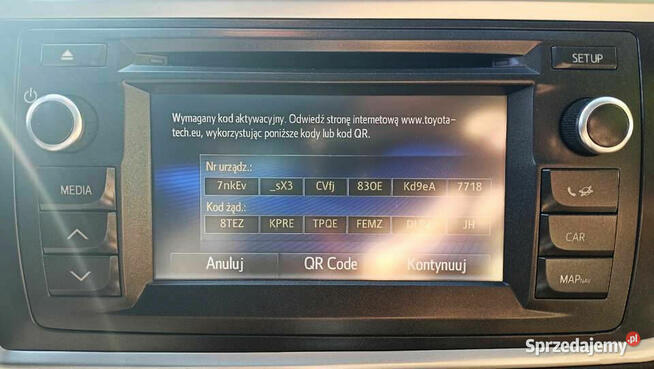 SETUP
Wymagany kod aktywacyjny. Odwiedź stronę internetową www.toyota-
tech.eu, wykorzystując poniższe kody lub kod QR.
Nr urządz.:
7nkEv _sX3 CVfj 83OE Kd9eA 7718
MEDIA
Kod żąd.:
8TEZ KPRE TPQE FEMZ JH
CAR
Anuluj QR Code Kontynuuj
MAP NAV
Sprzedajemy.pl